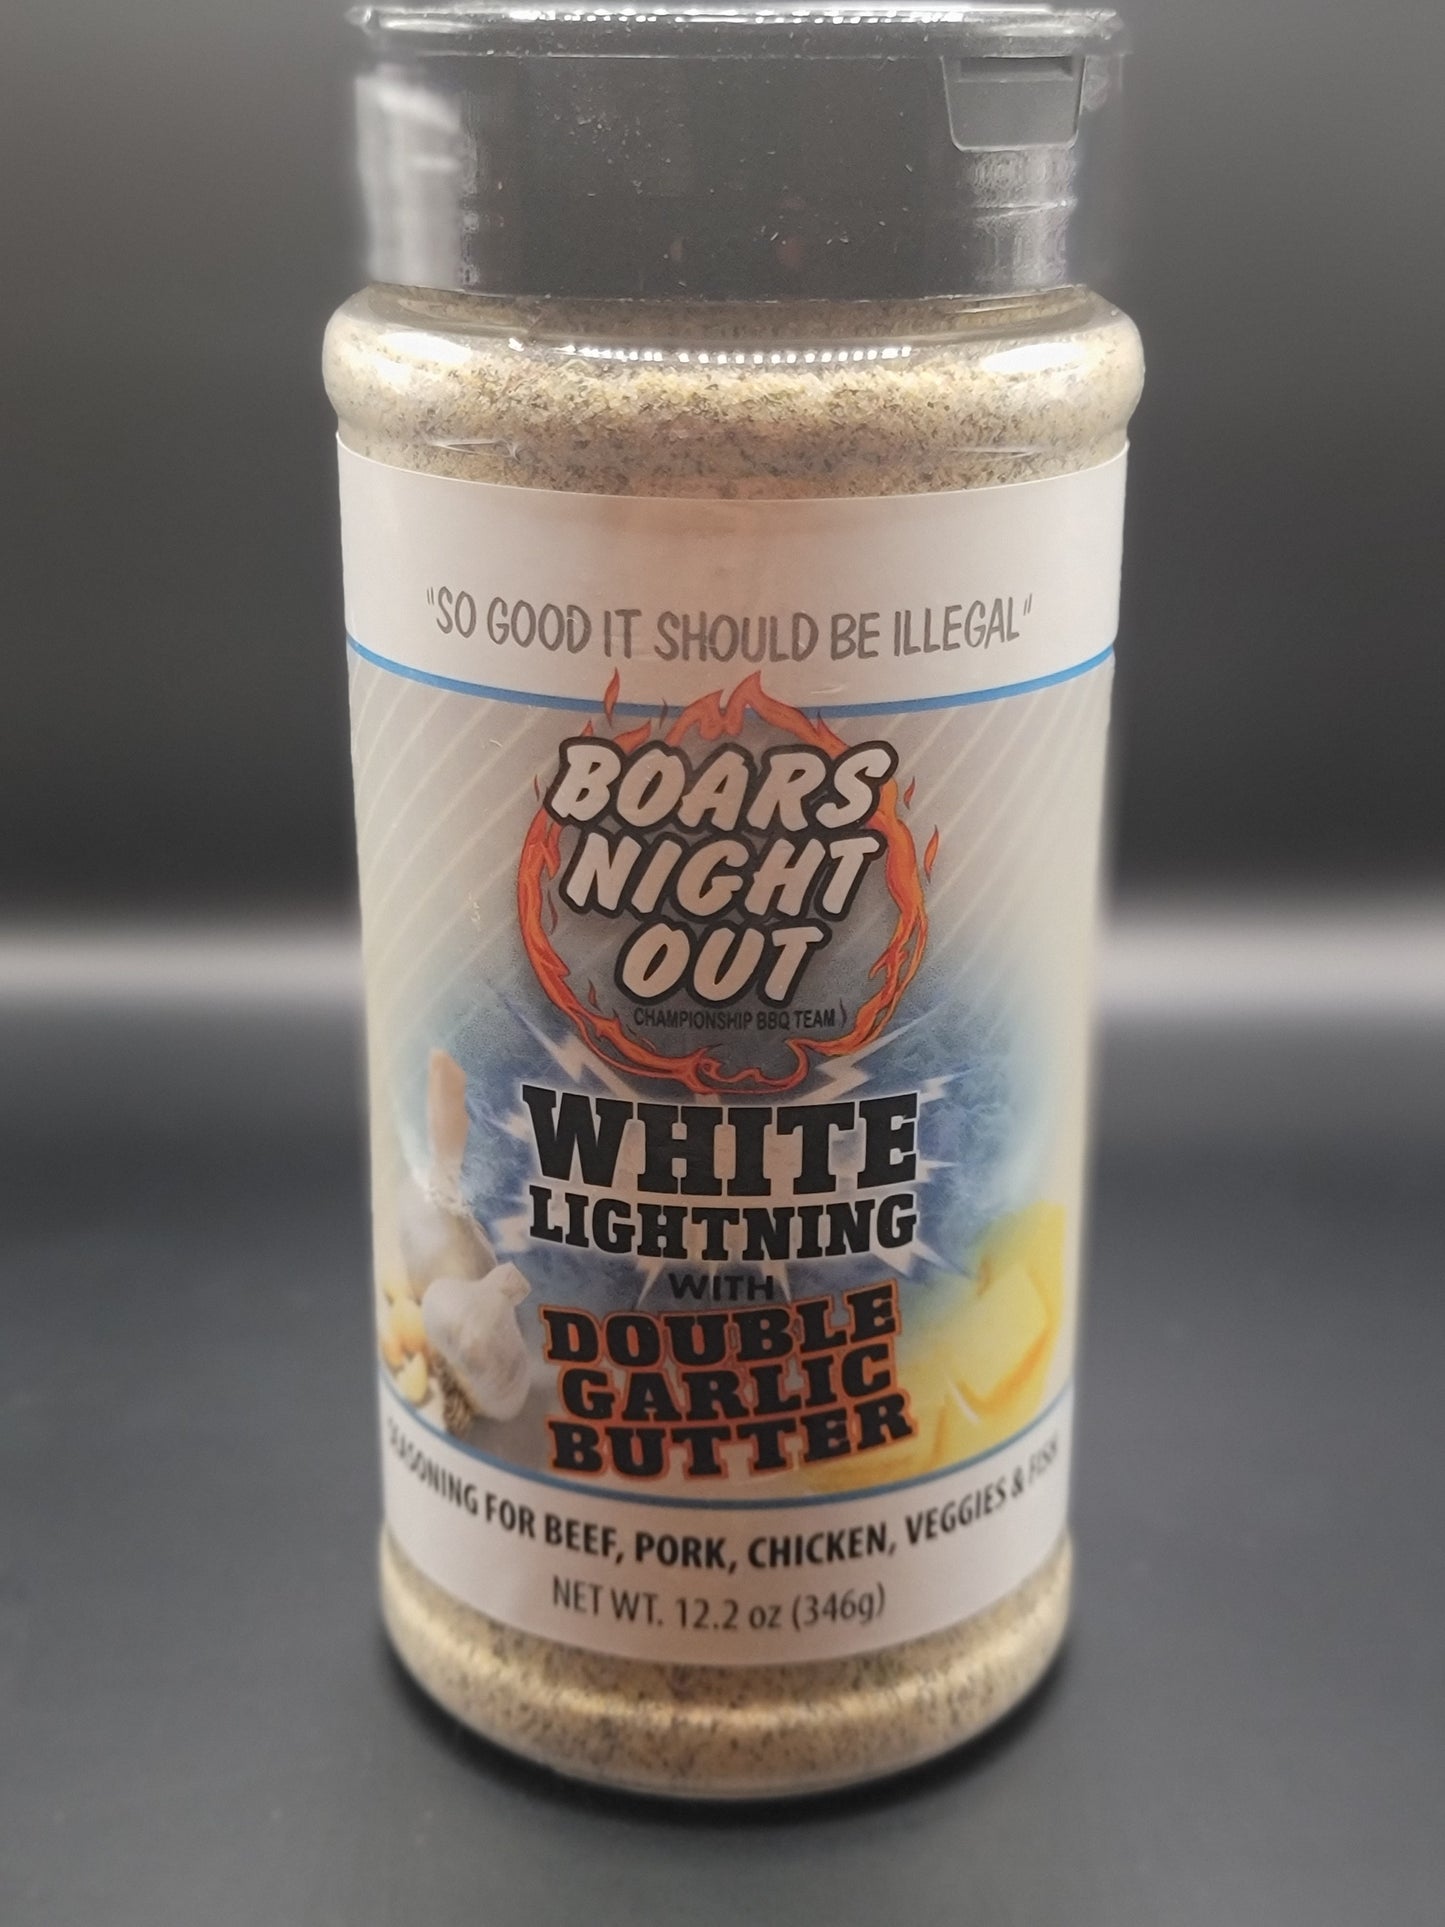 "SO GOOD IT SHOULD BE ILLEGAL"
BOARS
NIGHT
OUT
CHAMPIONSHIP BBQ TEAM
WHITE
LIGHTNING
WITH
DOUBLE
GARLIC
BUTTER
SEASONING FOR BEEF, PORK, CHICKEN, VEGGIES & FISH
NET WT. 12.2 oz (346g)